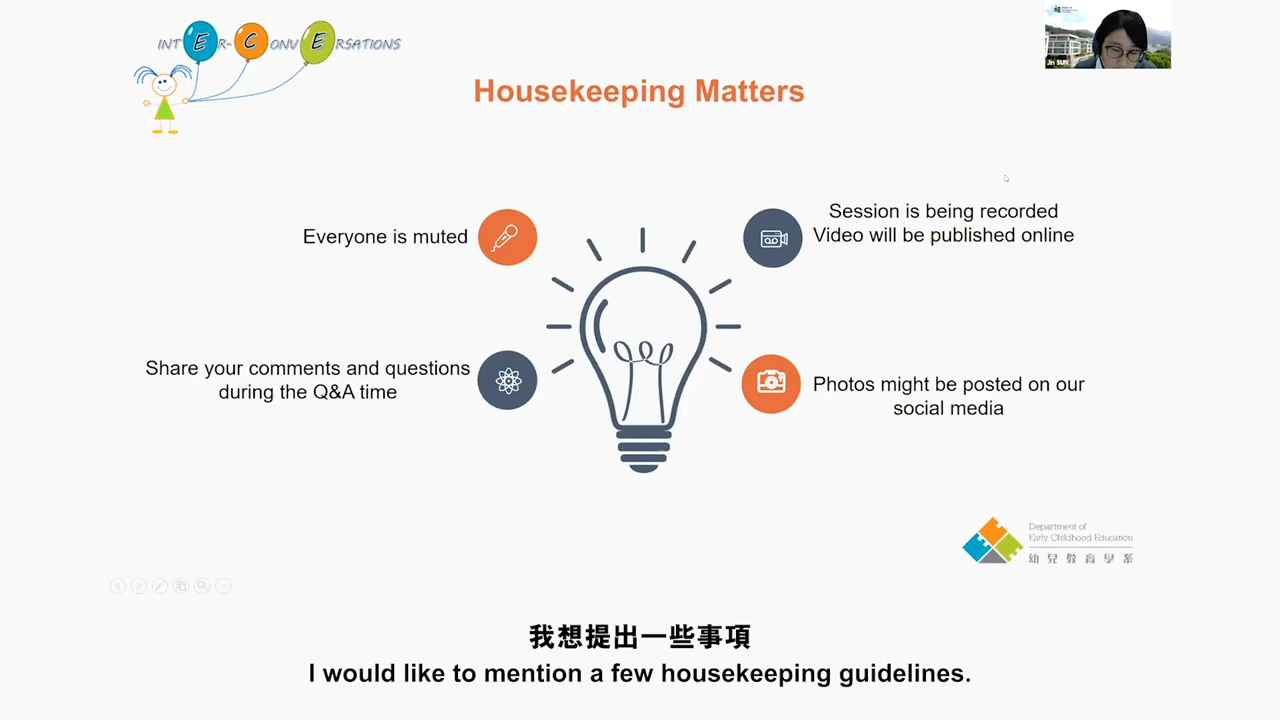 INTER-CONVERSATIONS
Jin SUN
Housekeeping Matters
Everyone is muted
Session is being recorded
Video will be published online
Share your comments and questions
during the Q&A time
Photos might be posted on our
social media
Department of
Early Childhood Education
幼兒教育學系
我想提出一些事項
I would like to mention a few housekeeping guidelines.